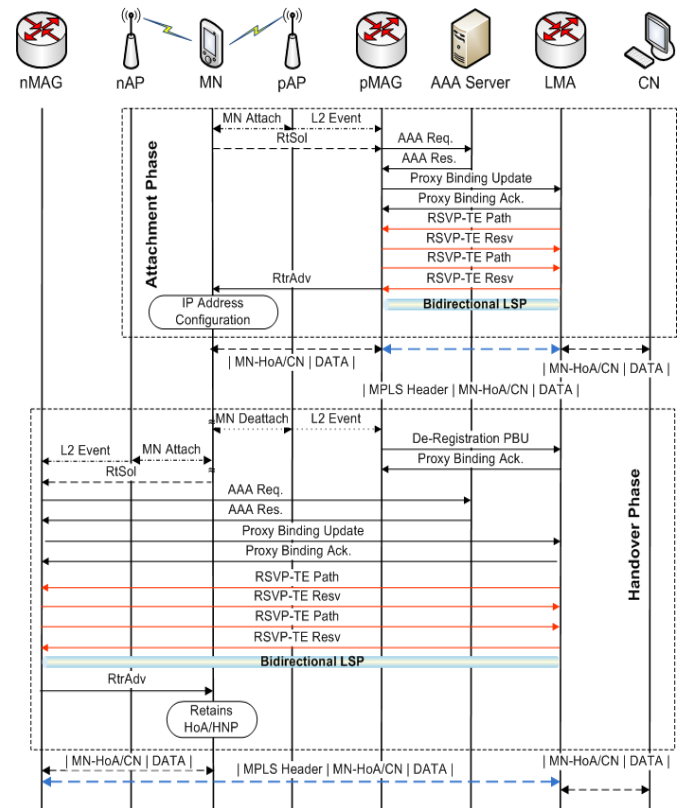 nMAG nAP MN pAP pMAG AAA Server LMA CN
Attachment Phase
MN Attach L2 Event
RtSol
AAA Req.
AAA Res.
Proxy Binding Update
Proxy Binding Ack.
RSVP-TE Path
RSVP-TE Resv
RSVP-TE Path
RtrAdv RSVP-TE Resv
Bidirectional LSP
IP Address
Configuration
| MN-HoA/CN | DATA |
| MN-HoA/CN | DATA |
| MPLS Header | MN-HoA/CN | DATA |
Handover Phase
MN Deattach L2 Event
De-Registration PBU
L2 Event MN Attach
Proxy Binding Ack.
RtSol
AAA Req.
AAA Res.
Proxy Binding Update
Proxy Binding Ack.
RSVP-TE Path
RSVP-TE Resv
RSVP-TE Path
RSVP-TE Resv
Bidirectional LSP
RtrAdv
Retains
HoA/HNP
| MN-HoA/CN | DATA |
| MPLS Header | MN-HoA/CN | DATA |
| MN-HoA/CN | DATA |